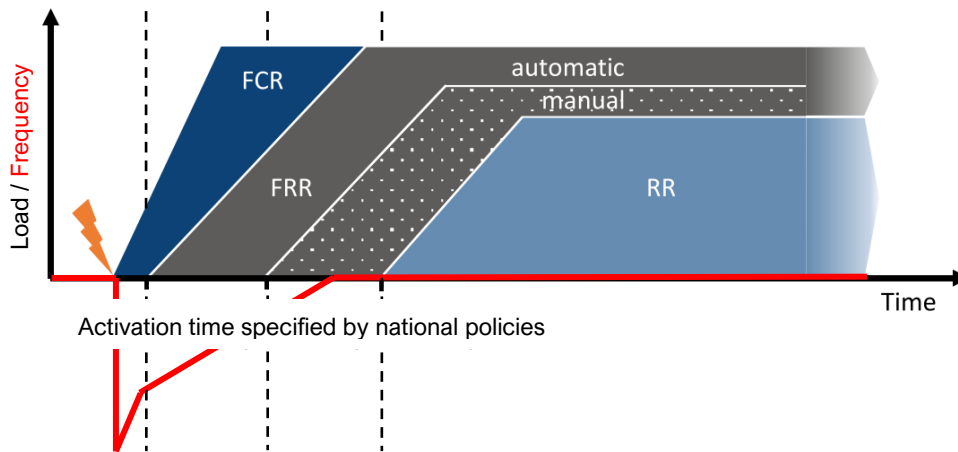 FCR
automatic
manual
FRR
RR
Load / Frequency
Time
Activation time specified by national policies